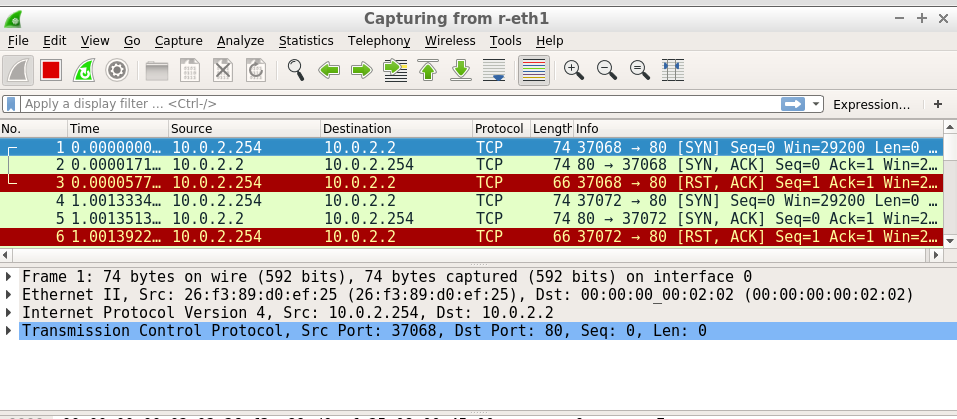 Capturing from r-eth1
File Edit View Go Capture Analyze Statistics Telephony Wireless Tools Help
Apply a display filter ... <Ctrl-/> Expression... +
No. Time Source Destination Protocol Length Info
1 0.0000000... 10.0.2.254 10.0.2.2 TCP 74 37068 → 80 [SYN] Seq=0 Win=29200 Len=0 ...
2 0.0000171... 10.0.2.2 10.0.2.254 TCP 74 80 → 37068 [SYN, ACK] Seq=0 Ack=1 Win=2...
3 0.0000577... 10.0.2.254 10.0.2.2 TCP 66 37068 → 80 [RST, ACK] Seq=1 Ack=1 Win=2...
4 1.0013334... 10.0.2.254 10.0.2.2 TCP 74 37072 → 80 [SYN] Seq=0 Win=29200 Len=0 ...
5 1.0013513... 10.0.2.2 10.0.2.254 TCP 74 80 → 37072 [SYN, ACK] Seq=0 Ack=1 Win=2...
6 1.0013922... 10.0.2.254 10.0.2.2 TCP 66 37072 → 80 [RST, ACK] Seq=1 Ack=1 Win=2...
Frame 1: 74 bytes on wire (592 bits), 74 bytes captured (592 bits) on interface 0
Ethernet II, Src: 26:f3:89:d0:ef:25 (26:f3:89:d0:ef:25), Dst: 00:00:00_00:02:02 (00:00:00:00:02:02)
Internet Protocol Version 4, Src: 10.0.2.254, Dst: 10.0.2.2
Transmission Control Protocol, Src Port: 37068, Dst Port: 80, Seq: 0, Len: 0